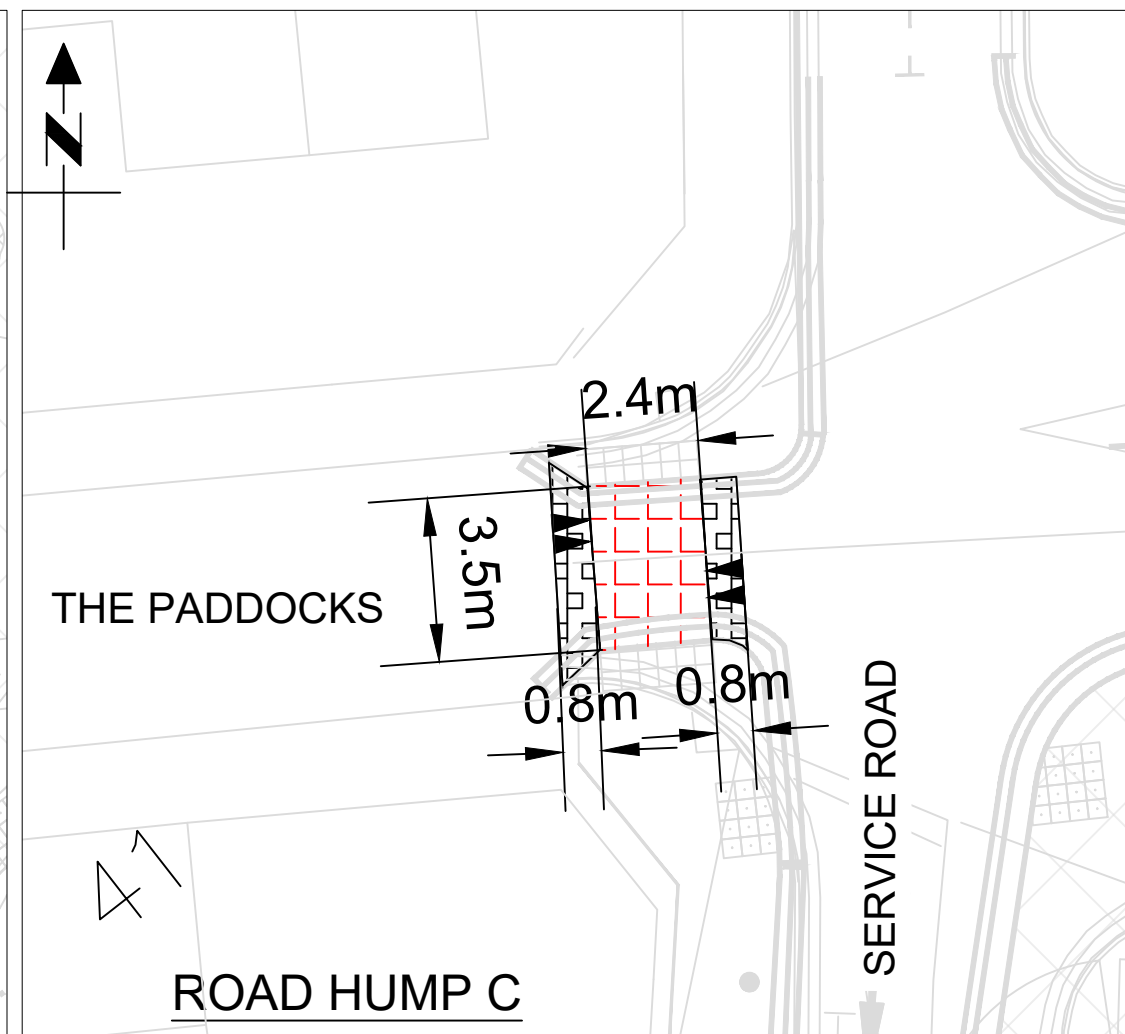 N
2.4m
3.5m
THE PADDOCKS
0.8m
0.8m
SERVICE ROAD
41
ROAD HUMP C